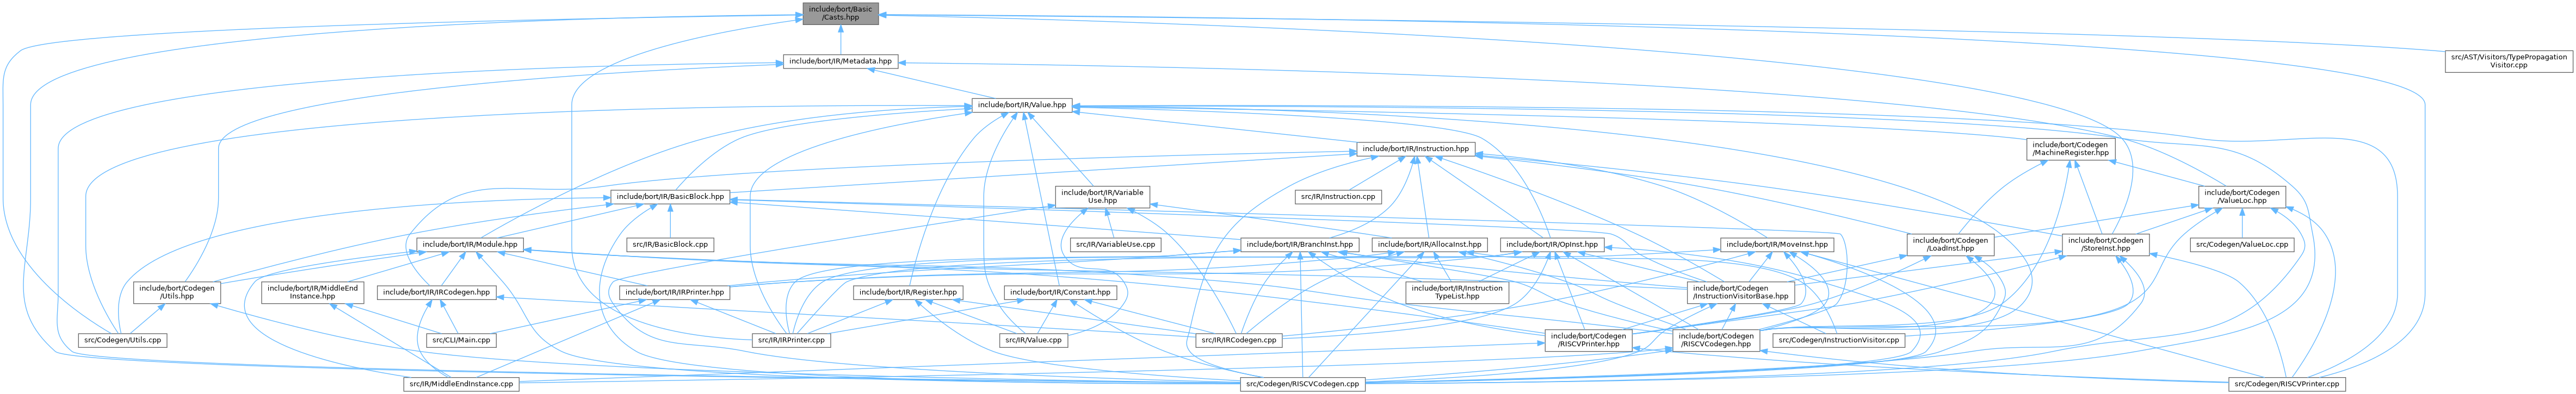 include/bort/Basic
/Casts.hpp
include/bort/IR/Metadata.hpp
src/AST/Visitors/TypePropagation
Visitor.cpp
include/bort/IR/Value.hpp
include/bort/IR/Instruction.hpp
include/bort/Codegen
/MachineRegister.hpp
include/bort/IR/BasicBlock.hpp
include/bort/IR/Variable
Use.hpp
src/IR/Instruction.cpp
include/bort/Codegen
/ValueLoc.hpp
include/bort/IR/Module.hpp
src/IR/BasicBlock.cpp
src/IR/VariableUse.cpp
include/bort/IR/BranchInst.hpp
include/bort/IR/AllocaInst.hpp
include/bort/IR/OpInst.hpp
include/bort/IR/MoveInst.hpp
include/bort/Codegen
/LoadInst.hpp
include/bort/Codegen
/StoreInst.hpp
src/Codegen/ValueLoc.cpp
include/bort/Codegen
/Utils.hpp
include/bort/IR/MiddleEnd
Instance.hpp
include/bort/IR/IRCodegen.hpp
include/bort/IR/IRPrinter.hpp
include/bort/IR/Register.hpp
include/bort/IR/Constant.hpp
include/bort/IR/Instruction
TypeList.hpp
include/bort/Codegen
/InstructionVisitorBase.hpp
src/Codegen/Utils.cpp
src/CLI/Main.cpp
src/IR/IRPrinter.cpp
src/IR/Value.cpp
src/IR/IRCodegen.cpp
include/bort/Codegen
/RISCVPrinter.hpp
include/bort/Codegen
/RISCVCodegen.hpp
src/Codegen/InstructionVisitor.cpp
src/IR/MiddleEndInstance.cpp
src/Codegen/RISCVCodegen.cpp
src/Codegen/RISCVPrinter.cpp